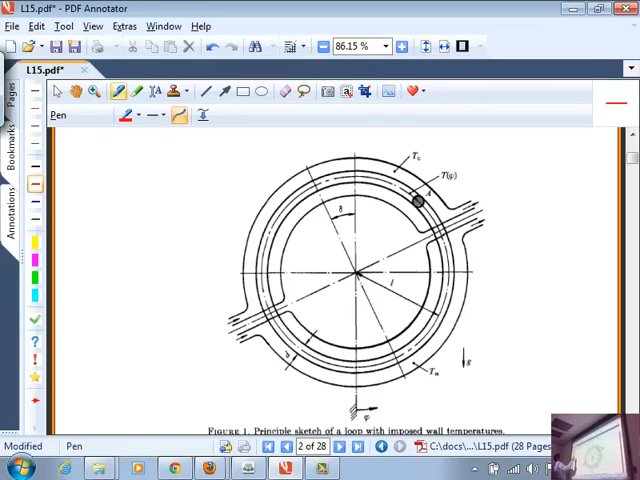 L15.pdf* - PDF Annotator
File Edit Tool View Extras Window Help
86.15 %
L15.pdf* ×
Pen
Pages
Bookmarks
Annotations
T_c
T(φ)
A
δ
l
d
T_w
g
φ
FIGURE 1. Principle sketch of a loop with imposed wall temperatures.
Modified Pen 2 of 28 C:\docs\...\L15.pdf (28 Pages)